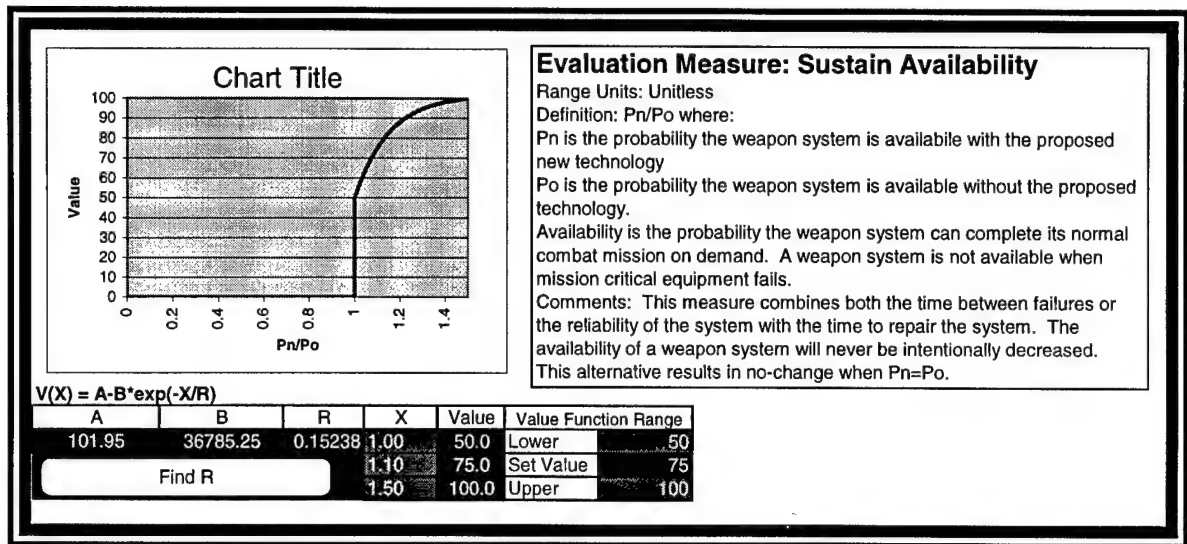 Chart Title
100
90
80
70
60
50
40
30
20
10
0
Value
0
0.2
0.4
0.6
0.8
1
1.2
1.4
Pn/Po
Evaluation Measure: Sustain Availability
Range Units: Unitless
Definition: Pn/Po where:
Pn is the probability the weapon system is availabile with the proposed
new technology
Po is the probability the weapon system is available without the proposed
technology.
Availability is the probability the weapon system can complete its normal
combat mission on demand. A weapon system is not available when
mission critical equipment fails.
Comments: This measure combines both the time between failures or
the reliability of the system with the time to repair the system. The
availability of a weapon system will never be intentionally decreased.
This alternative results in no-change when Pn=Po.
V(X) = A-B*exp(-X/R)
A B R X Value Value Function Range
101.95 36785.25 0.15238 1.00 50.0 Lower 50
Find R 1.10 75.0 Set Value 75
1.50 100.0 Upper 100